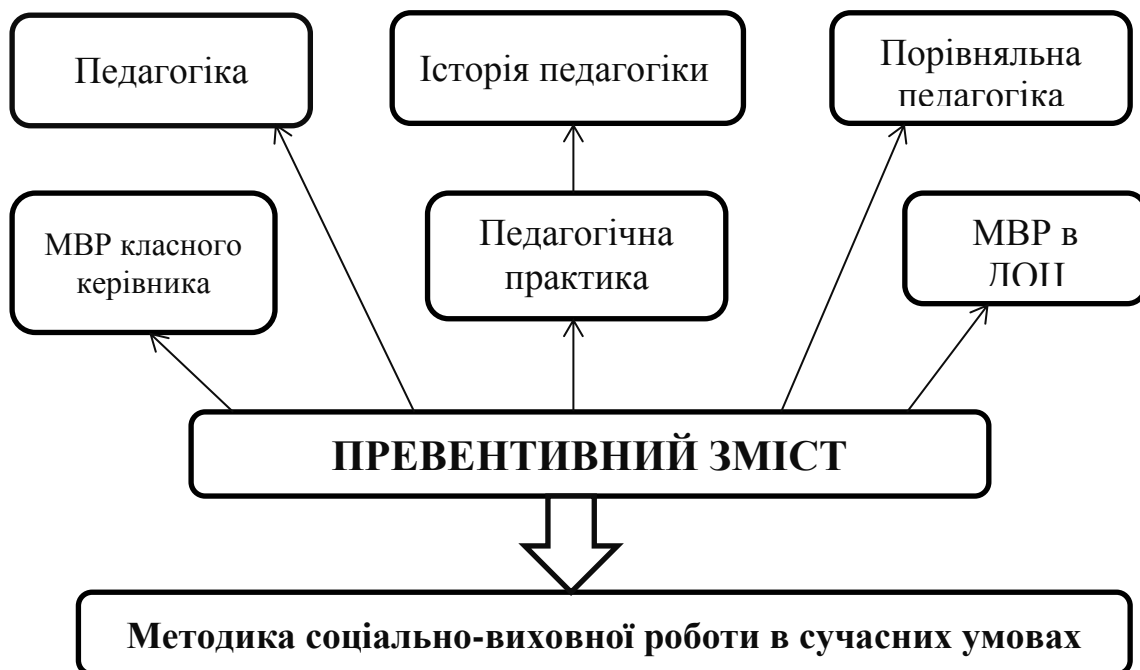 Педагогіка
Історія педагогіки
Порівняльна
педагогіка
МВР класного
керівника
Педагогічна
практика
МВР в
ПРЕВЕНТИВНИЙ ЗМІСТ
Методика соціально-виховної роботи в сучасних умовах